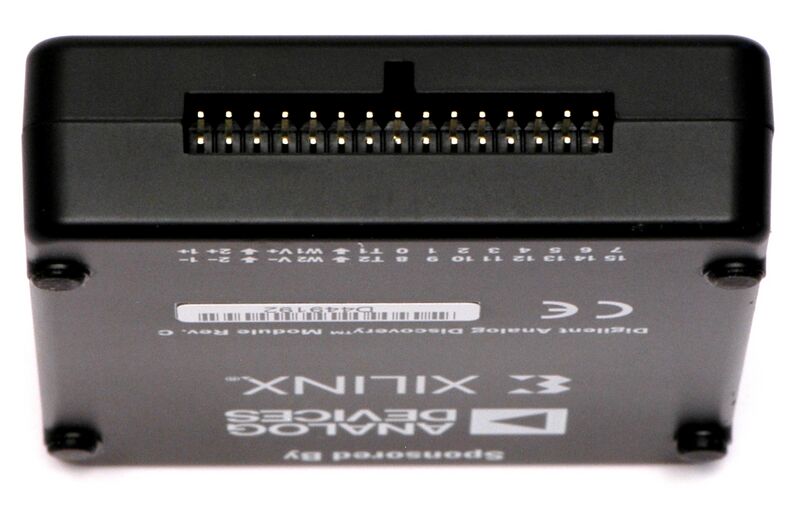 Sponsored By
ANALOG
DEVICES
XILINX®
Digilent Analog Discovery™ Module Rev. C
CE
D449192
15 14 13 12 11 10 9 8 T2 W2 V- 2- 1-
7 6 5 4 3 2 1 0 T1 W1 V+ 2+ 1+